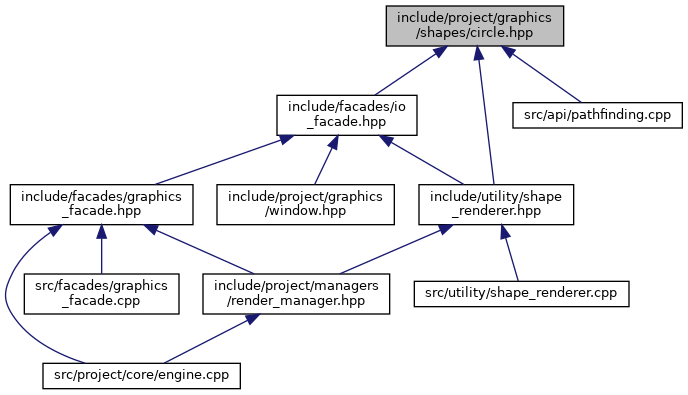 include/project/graphics
/shapes/circle.hpp
include/facades/io
_facade.hpp
src/api/pathfinding.cpp
include/facades/graphics
_facade.hpp
include/project/graphics
/window.hpp
include/utility/shape
_renderer.hpp
src/facades/graphics
_facade.cpp
include/project/managers
/render_manager.hpp
src/utility/shape_renderer.cpp
src/project/core/engine.cpp